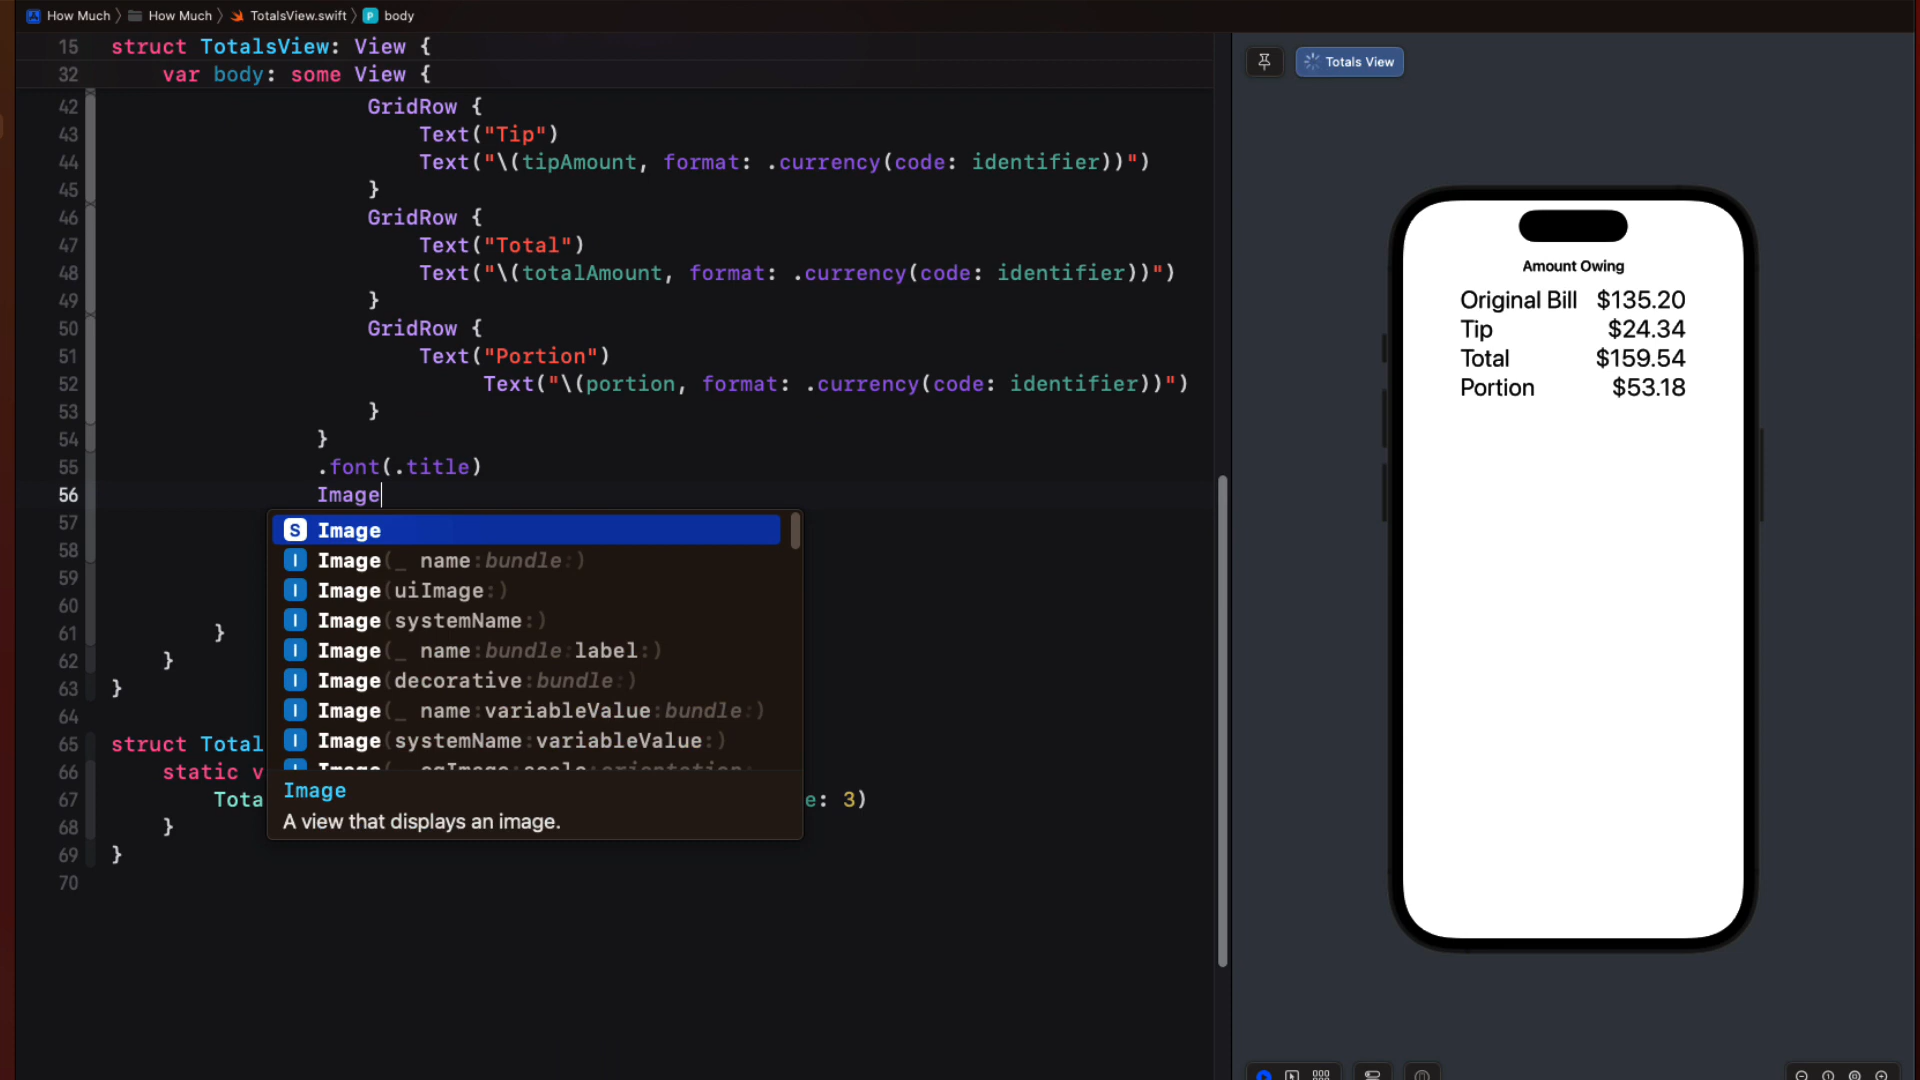 How Much 〉 How Much 〉 TotalsView.swift 〉 P body
15 struct TotalsView: View {
32 var body: some View {
42 GridRow {
43 Text("Tip")
44 Text("\(tipAmount, format: .currency(code: identifier))")
45 }
46 GridRow {
47 Text("Total")
48 Text("\(totalAmount, format: .currency(code: identifier))")
49 }
50 GridRow {
51 Text("Portion")
52 Text("\(portion, format: .currency(code: identifier))")
53 }
54 }
55 .font(.title)
56 Image
57
58
59
60
61 }
62 }
63 }
64
65 struct Total
66 static v
67 Tota e: 3)
68 }
69 }
70
S Image
I Image(_ name:bundle:)
I Image(uiImage:)
I Image(systemName:)
I Image(_ name:bundle:label:)
I Image(decorative:bundle:)
I Image(_ name:variableValue:bundle:)
I Image(systemName:variableValue:)
I Image(_ cgImage:scale:orientation:
Image
A view that displays an image.
Totals View
Amount Owing
Original Bill $135.20
Tip $24.34
Total $159.54
Portion $53.18